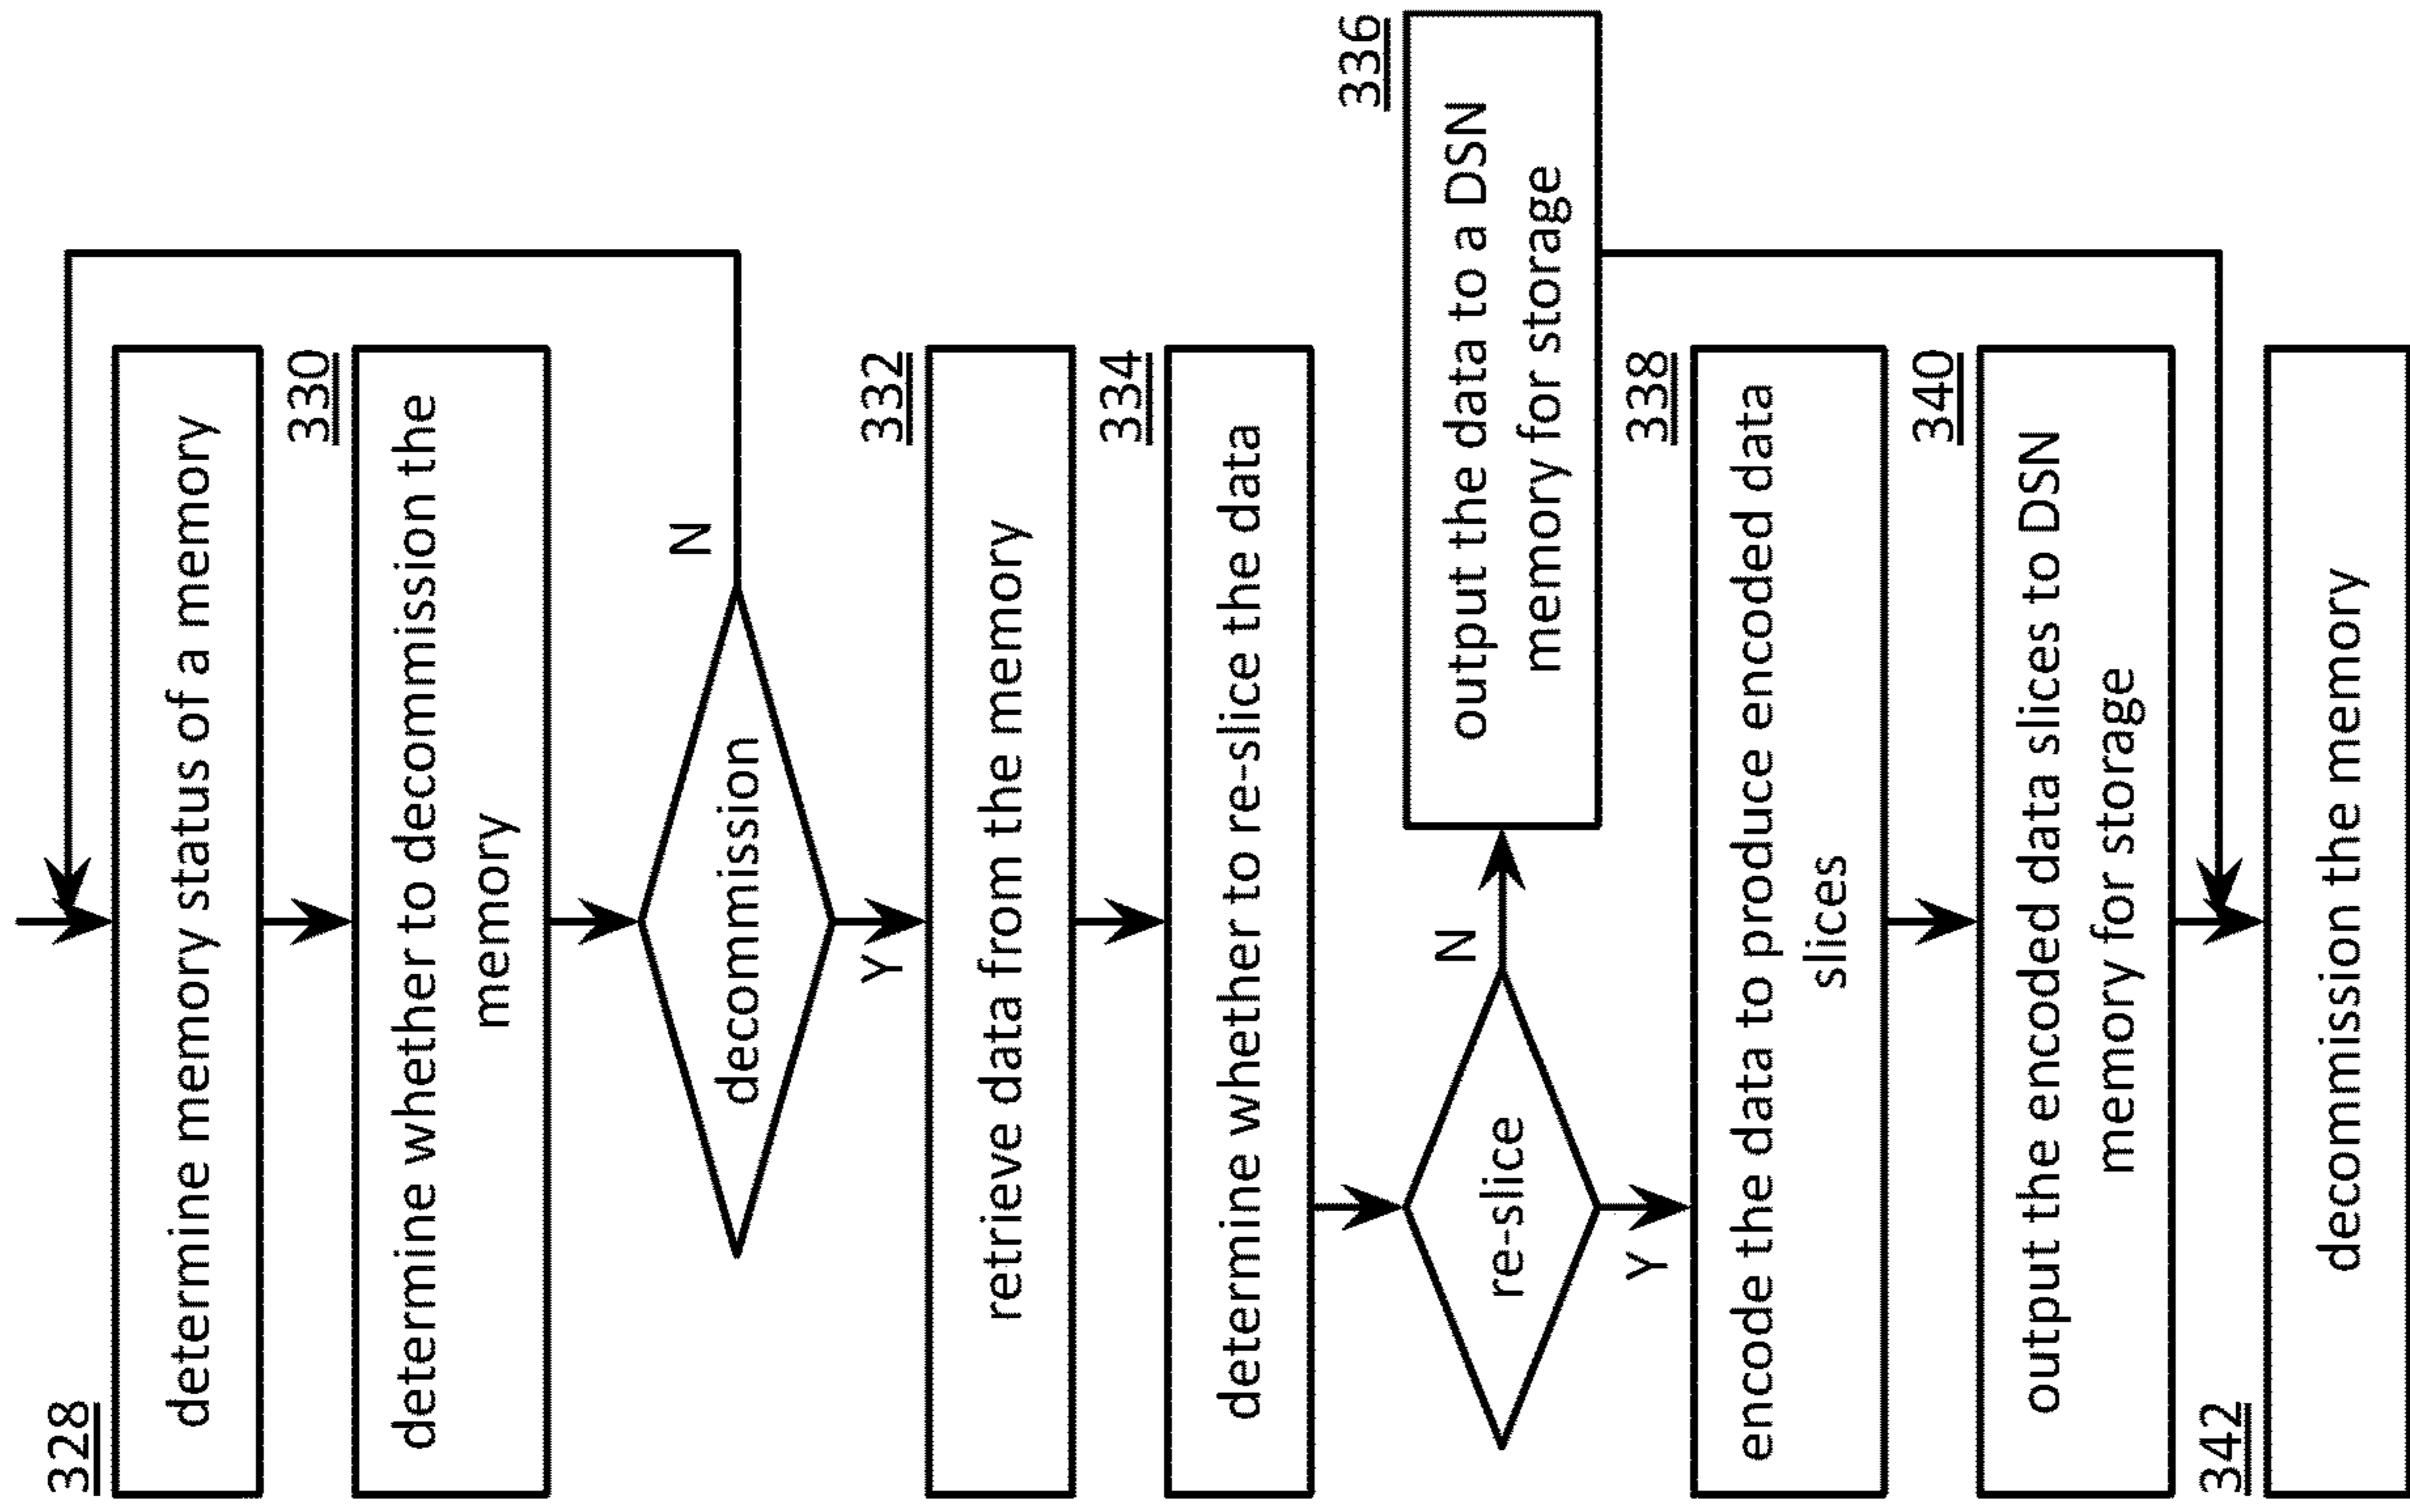 328
determine memory status of a memory
330
determine whether to decommission the
memory
decommission
N
Y
332
retrieve data from the memory
334
determine whether to re-slice the data
re-slice
N
336
output the data to a DSN
memory for storage
Y
338
encode the data to produce encoded data
slices
340
output the encoded data slices to DSN
memory for storage
342
decommission the memory